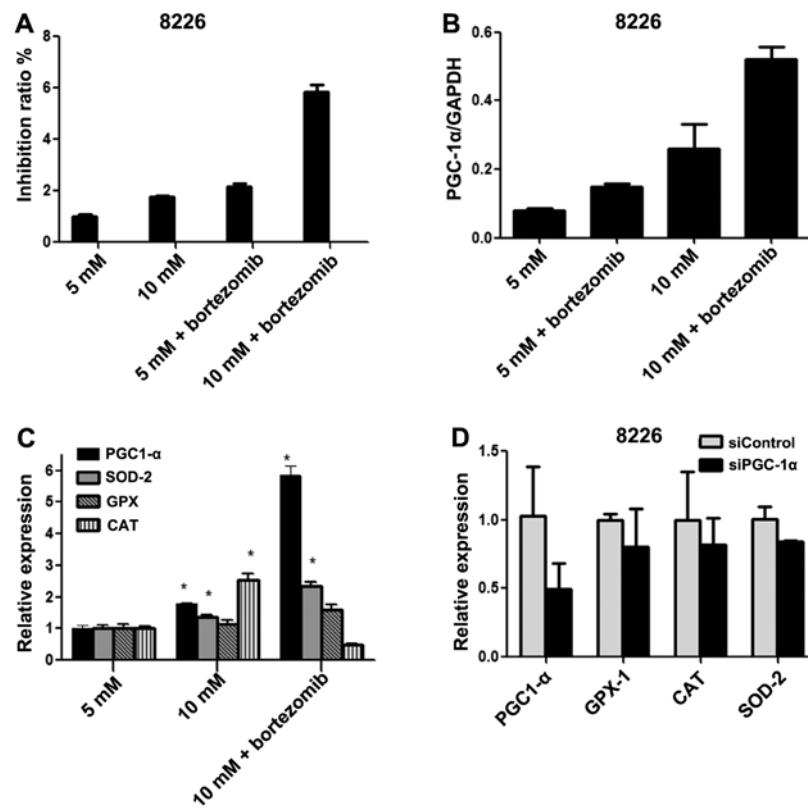 A
8226
Inhibition ratio %
8
6
4
2
0
5 mM
10 mM
5 mM + bortezomib
10 mM + bortezomib
B
8226
PGC-1α/GAPDH
0.6
0.4
0.2
0.0
5 mM
5 mM + bortezomib
10 mM
10 mM + bortezomib
C
PGC1-α
SOD-2
GPX
CAT
Relative expression
6
5
4
3
2
1
0
*
*
*
*
*
5 mM
10 mM
10 mM + bortezomib
D
8226
siControl
siPGC-1α
Relative expression
1.5
1.0
0.5
0.0
PGC1-α
GPX-1
CAT
SOD-2